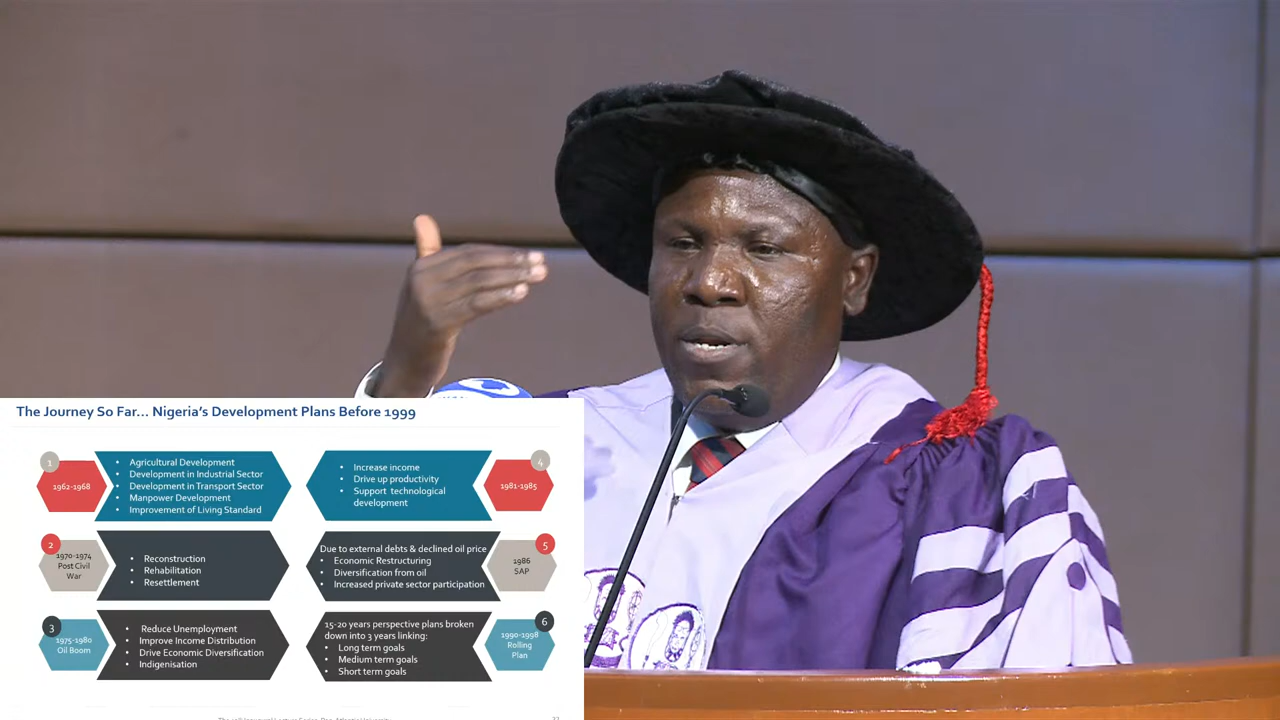 The Journey So Far... Nigeria's Development Plans Before 1999
1
1962-1968
• Agricultural Development
• Development in Industrial Sector
• Development in Transport Sector
• Manpower Development
• Improvement of Living Standard
2
1970-1974
Post Civil
War
• Reconstruction
• Rehabilitation
• Resettlement
3
1975-1980
Oil Boom
• Reduce Unemployment
• Improve Income Distribution
• Drive Economic Diversification
• Indigenisation
4
1981-1985
• Increase income
• Drive up productivity
• Support technological
development
5
1986
SAP
Due to external debts & declined oil price
• Economic Restructuring
• Diversification from oil
• Increased private sector participation
6
1990-1998
Rolling
Plan
15-20 years perspective plans broken
down into 3 years linking:
• Long term goals
• Medium term goals
• Short term goals